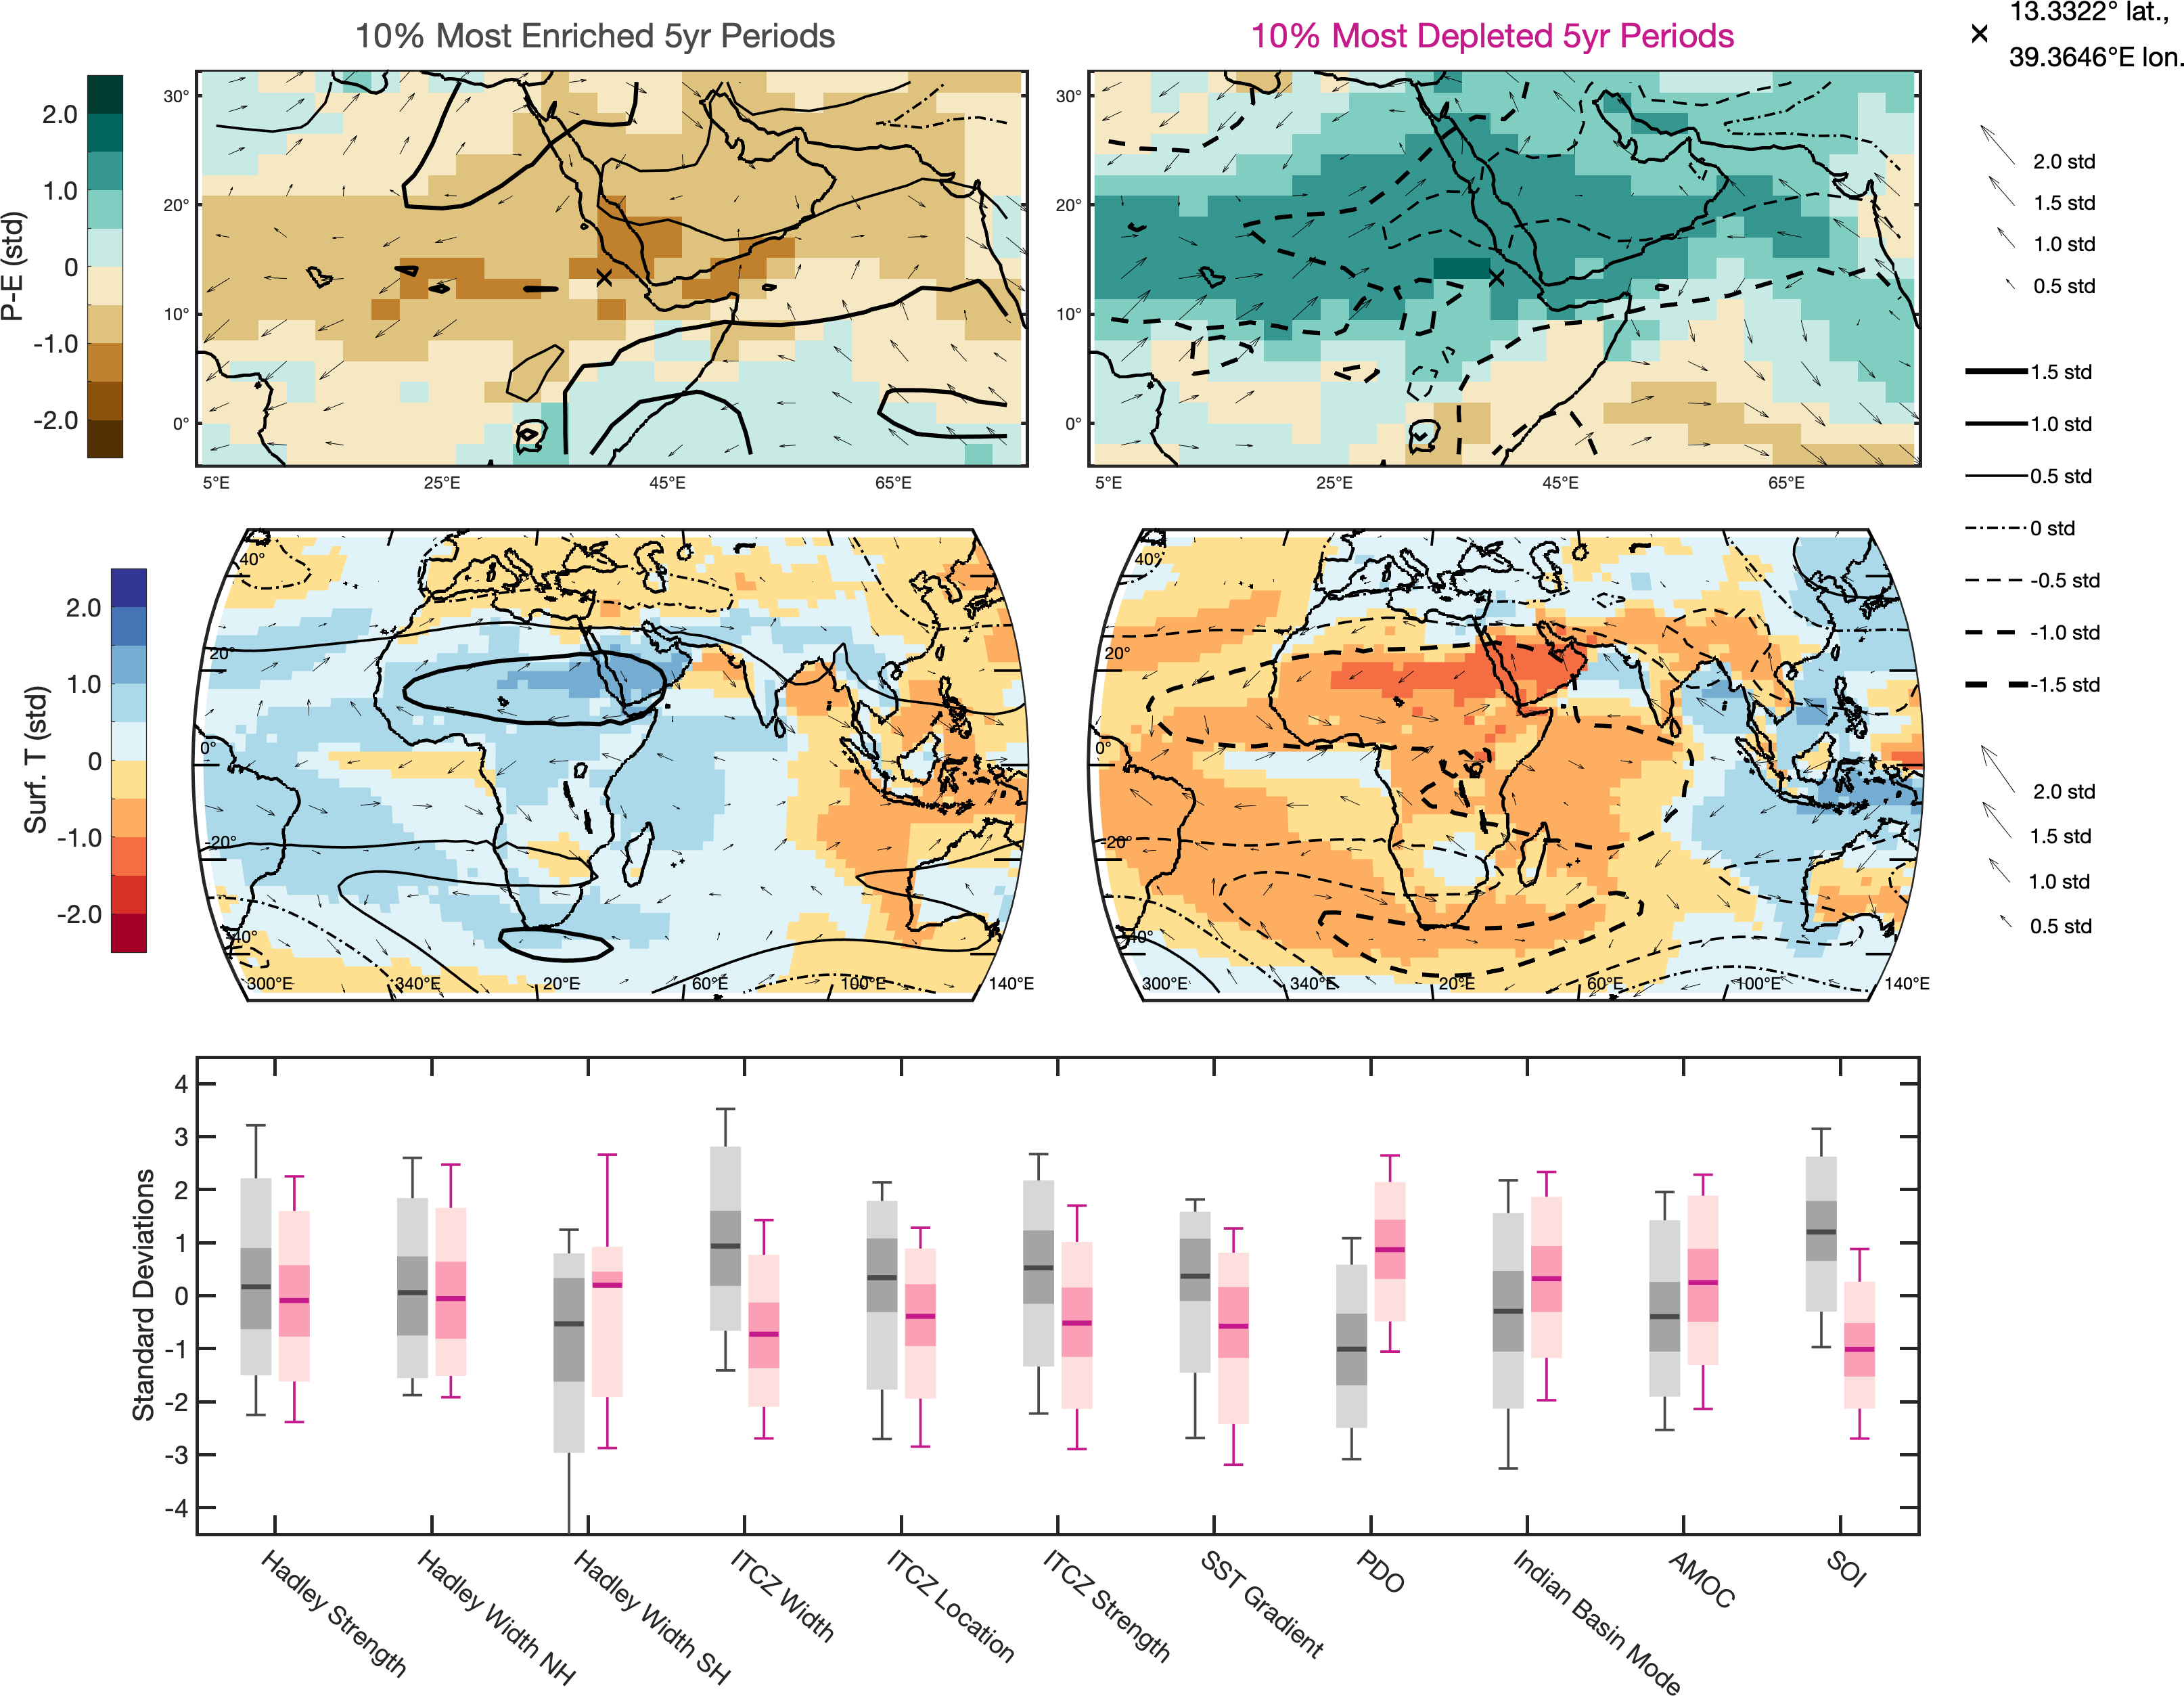 10% Most Enriched 5yr Periods
10% Most Depleted 5yr Periods
× 13.3322° lat.,
39.3646°E lon.
P-E (std)
2.0
1.0
0
-1.0
-2.0
30°
20°
10°
0°
5°E
25°E
45°E
65°E
30°
20°
10°
0°
5°E
25°E
45°E
65°E
2.0 std
1.5 std
1.0 std
0.5 std
1.5 std
1.0 std
0.5 std
0 std
-0.5 std
-1.0 std
-1.5 std
Surf. T (std)
2.0
1.0
0
-1.0
-2.0
40°
20°
0°
-20°
-40°
300°E
340°E
20°E
60°E
100°E
140°E
40°
20°
0°
-20°
-40°
300°E
340°E
20°E
60°E
100°E
140°E
2.0 std
1.5 std
1.0 std
0.5 std
Standard Deviations
4
3
2
1
0
-1
-2
-3
-4
Hadley Strength
Hadley Width NH
Hadley Width SH
ITCZ Width
ITCZ Location
ITCZ Strength
SST Gradient
PDO
Indian Basin Mode
AMOC
SOI